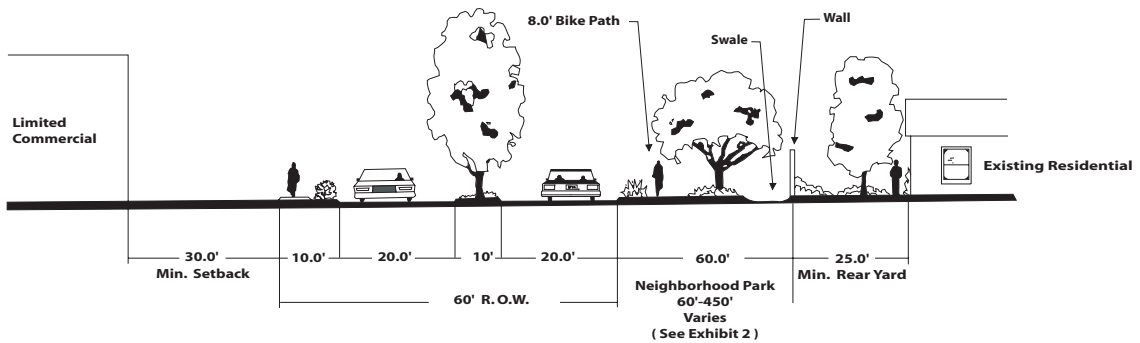 8.0' Bike Path
Wall
Swale
Limited
Commercial
Existing Residential
30.0'
Min. Setback
10.0'
20.0'
10'
20.0'
60.0'
25.0'
Min. Rear Yard
60' R.O.W.
Neighborhood Park
60'-450'
Varies
( See Exhibit 2 )